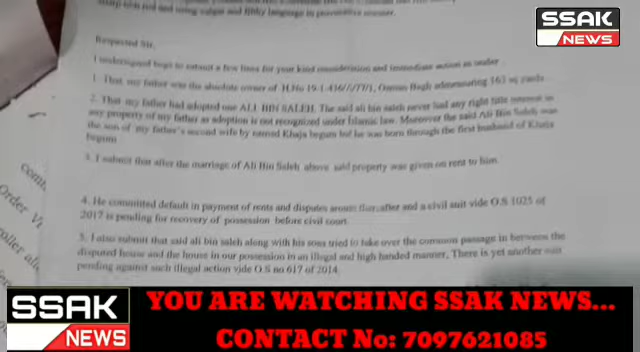 using vulgar and filthy language in provocative manner.
SSAK
NEWS
Respected Sir,
I undersigned begs to submit a few lines for your kind consideration and immediate action as under
1. That my father was the absolute owner of H.No 19-1-436/ Osman Bagh admeasuring 163 sq yards
2. That my father had adopted one ALI BIN SALEH. The said ali bin saleh never had any right title interest in
any property of my father as adoption is not recognized under Islamic law. Moreover the said Ali Bin Saleh was
the son of my father's second wife by named Khaja begum but he was born through the first husband of Khaja
begum
3. I submit that after the marriage of Ali Bin Saleh above said property was given on rent to him.
4. He committed default in payment of rents and disputes arouse thereafter and a civil suit vide O.S 1025 of
2017 is pending for recovery of possession before civil court.
5. I also submit that said ali bin saleh along with his sons tried to take over the common passage in between the
disputed house and the house in our possession in an illegal and high handed manner, There is yet another suit
pending against such illegal action vide O.S no 617 of 2014.
Order
SSAK
NEWS
YOU ARE WATCHING SSAK NEWS...
CONTACT No: 7097621085